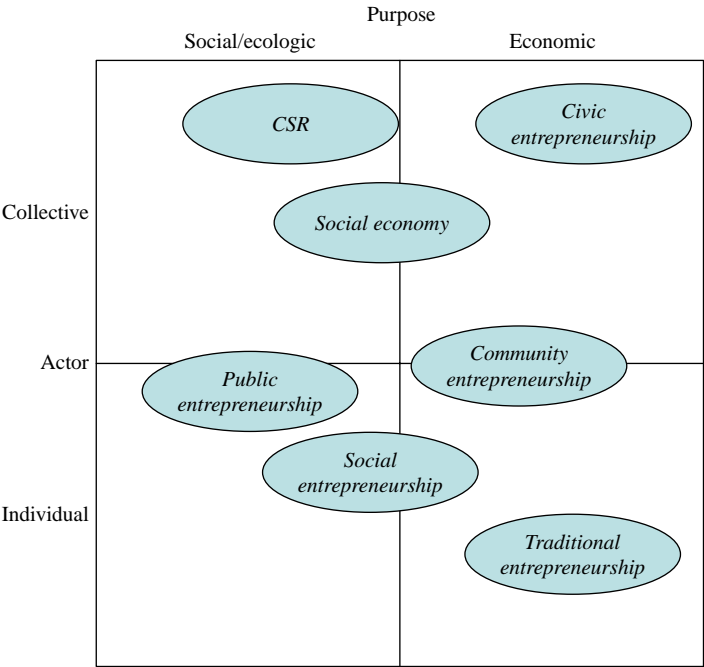 Purpose
Social/ecologic
Economic
CSR
Civic
entrepreneurship
Collective
Social economy
Actor
Community
entrepreneurship
Public
entrepreneurship
Social
entrepreneurship
Individual
Traditional
entrepreneurship